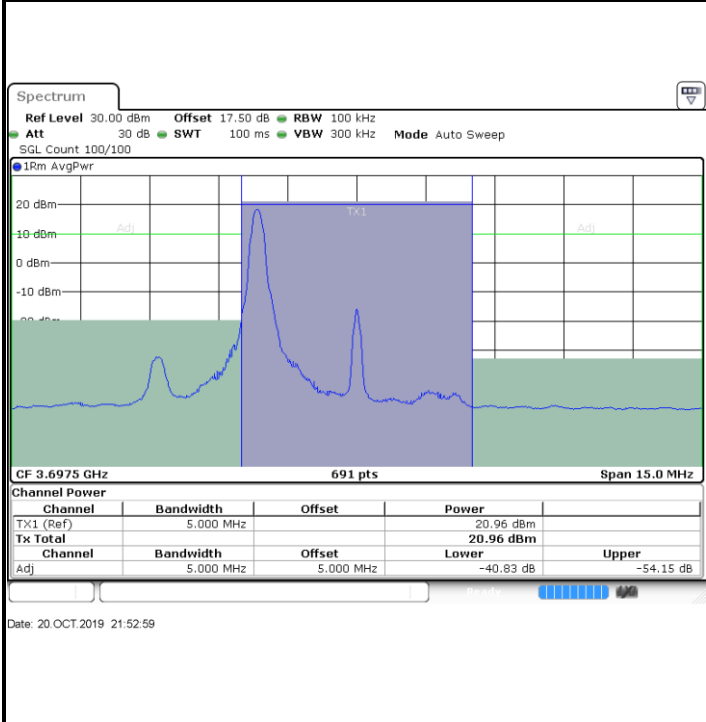 Spectrum
Ref Level 30.00 dBm Offset 17.50 dB RBW 100 kHz
Att 30 dB SWT 100 ms VBW 300 kHz Mode Auto Sweep
SGL Count 100/100
1Rm AvgPwr
20 dBm
TX1
Adj Adj
10 dBm
0 dBm
-10 dBm
CF 3.6975 GHz 691 pts Span 15.0 MHz
Channel Power
Channel Bandwidth Offset Power
TX1 (Ref) 5.000 MHz 20.96 dBm
Tx Total 20.96 dBm
Channel Bandwidth Offset Lower Upper
Adj 5.000 MHz 5.000 MHz -40.83 dB -54.15 dB
Ready
Date: 20.OCT.2019 21:52:59